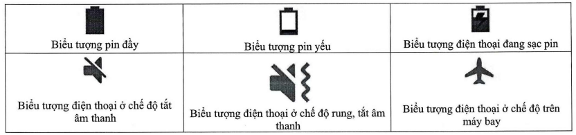 Biểu tượng pin đầy
Biểu tượng pin yếu
Biểu tượng điện thoại đang sạc pin
Biểu tượng điện thoại ở chế độ tắt
âm thanh
Biểu tượng điện thoại ở chế độ rung, tắt âm
thanh
Biểu tượng điện thoại ở chế độ trên
máy bay